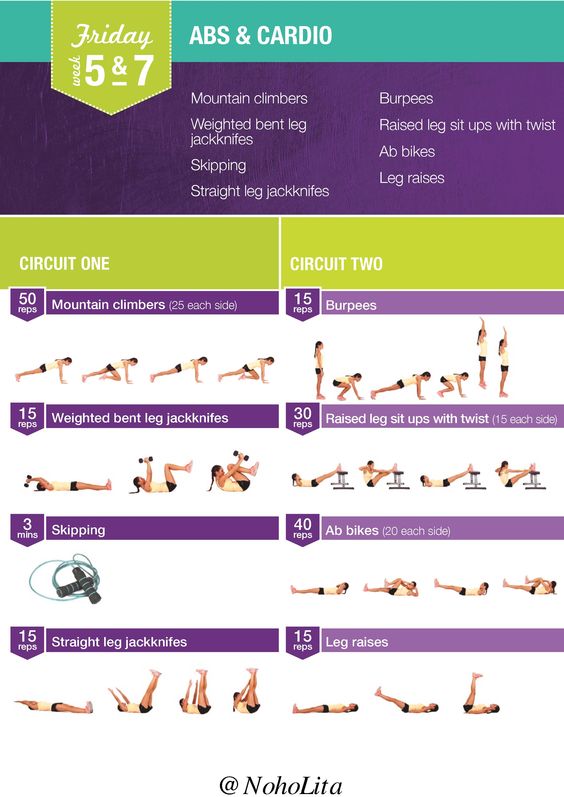 Friday
week
5 & 7
ABS & CARDIO
Mountain climbers
Weighted bent leg
jackknifes
Skipping
Straight leg jackknifes
Burpees
Raised leg sit ups with twist
Ab bikes
Leg raises
CIRCUIT ONE
50
reps
Mountain climbers (25 each side)
15
reps
Weighted bent leg jackknifes
3
mins
Skipping
15
reps
Straight leg jackknifes
CIRCUIT TWO
15
reps
Burpees
30
reps
Raised leg sit ups with twist (15 each side)
40
reps
Ab bikes (20 each side)
15
reps
Leg raises
@NohoLita